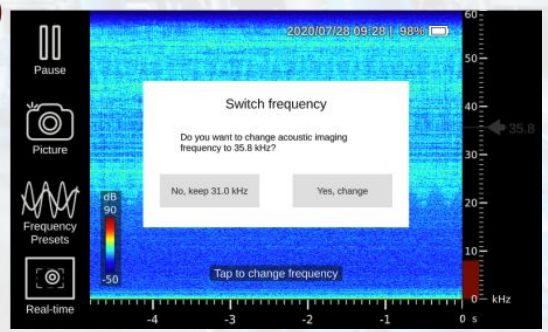 Pause
Picture
Frequency
Presets
Real-time
2020/07/28 09:28 | 98%
Switch frequency
Do you want to change acoustic imaging
frequency to 35.8 kHz?
No, keep 31.0 kHz
Yes, change
dB
90
-50
Tap to change frequency
60
50
40
35.8
30
20
10
0
kHz
-4
-3
-2
-1
0 s